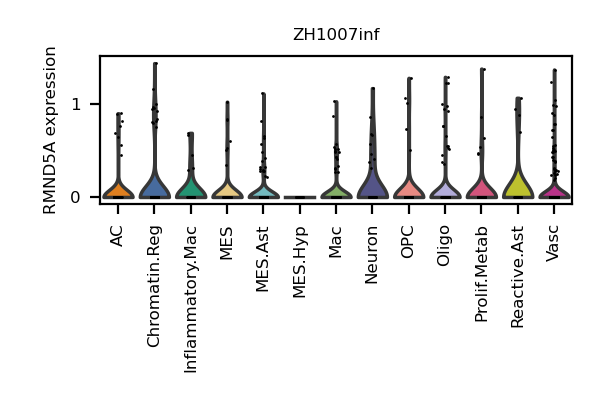 ZH1007inf
RMND5A expression
1
0
AC
Chromatin.Reg
Inflammatory.Mac
MES
MES.Ast
MES.Hyp
Mac
Neuron
OPC
Oligo
Prolif.Metab
Reactive.Ast
Vasc